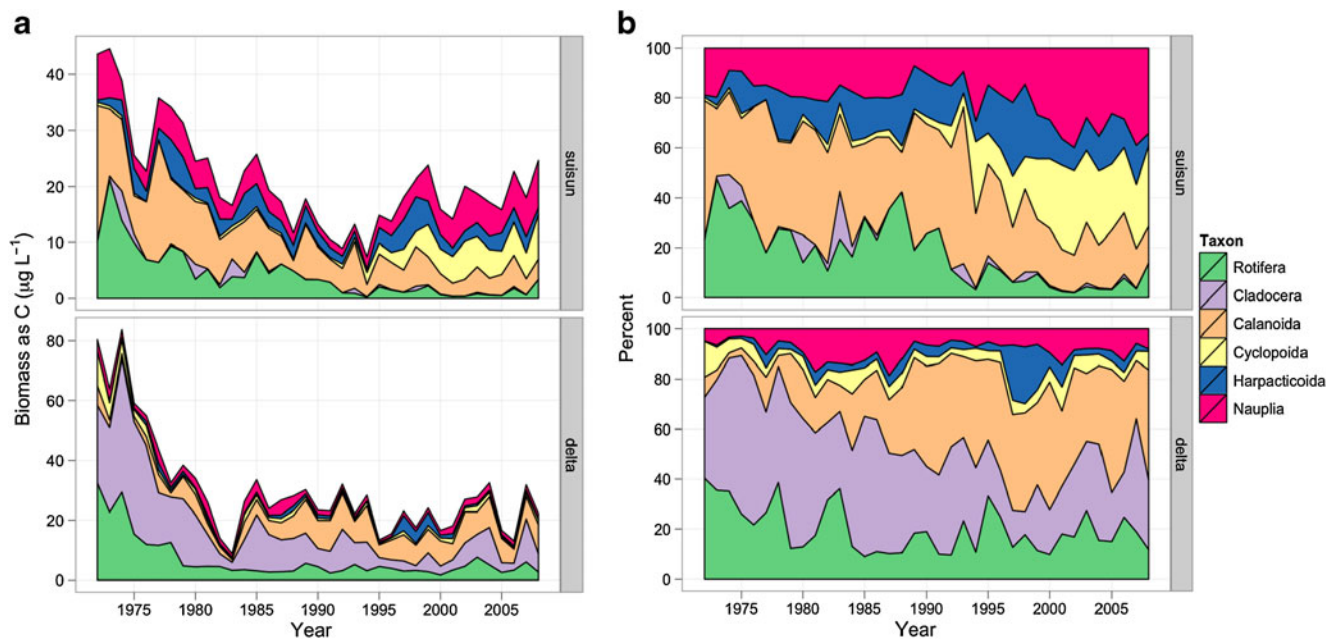 a
b
Biomass as C (µg L⁻¹)
40
30
20
10
0
suisun
80
60
40
20
0
delta
1975
1980
1985
1990
1995
2000
2005
Year
Percent
100
80
60
40
20
0
suisun
100
80
60
40
20
0
delta
1975
1980
1985
1990
1995
2000
2005
Year
Taxon
Rotifera
Cladocera
Calanoida
Cyclopoida
Harpacticoida
Nauplia